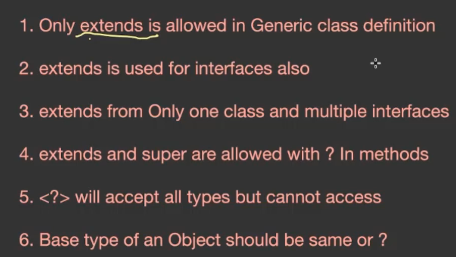 1. Only extends is allowed in Generic class definition
2. extends is used for interfaces also
3. extends from Only one class and multiple interfaces
4. extends and super are allowed with ? In methods
5. <?> will accept all types but cannot access
6. Base type of an Object should be same or ?